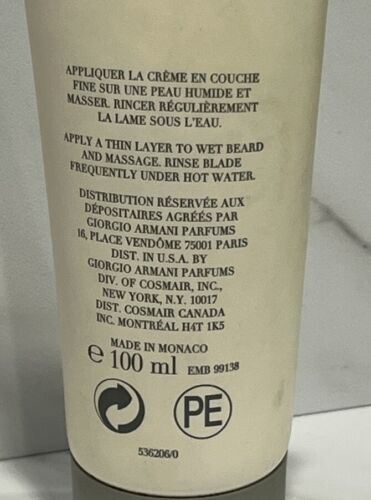 APPLIQUER LA CRÈME EN COUCHE
FINE SUR UNE PEAU HUMIDE ET
MASSER. RINCER RÉGULIÈREMENT
LA LAME SOUS L'EAU.
APPLY A THIN LAYER TO WET BEARD
AND MASSAGE. RINSE BLADE
FREQUENTLY UNDER HOT WATER.
DISTRIBUTION RÉSERVÉE AUX
DÉPOSITAIRES AGRÉÉS PAR
GIORGIO ARMANI PARFUMS
16, PLACE VENDÔME 75001 PARIS
DIST. IN U.S.A. BY
GIORGIO ARMANI PARFUMS
DIV. OF COSMAIR, INC.,
NEW YORK, N.Y. 10017
DIST. COSMAIR CANADA
INC. MONTRÉAL H4T 1K5
MADE IN MONACO
e 100 ml EMB 99138
PE
536206/0